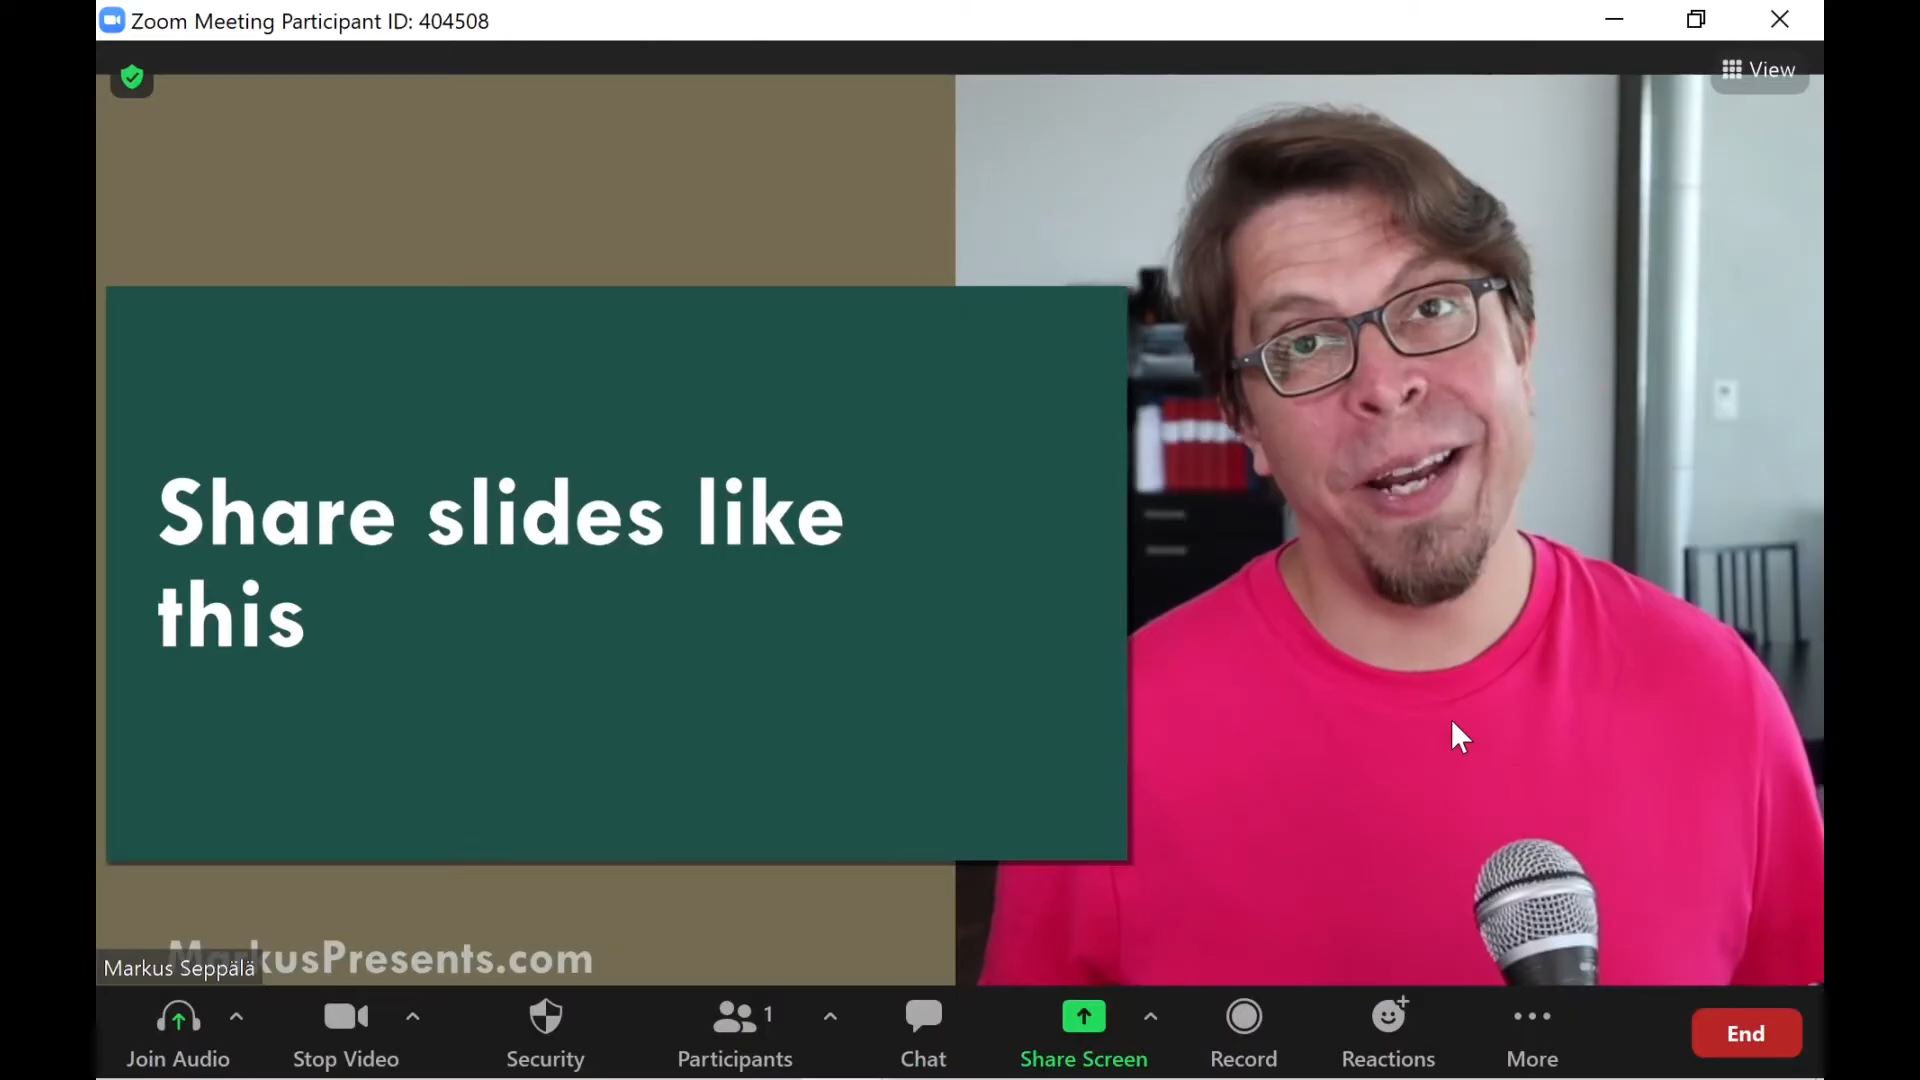 Zoom Meeting Participant ID: 404508
View
Share slides like
this
MarkusPresents.com
Markus Seppälä
Join Audio
Stop Video
Security
1
Participants
Chat
Share Screen
Record
Reactions
More
End